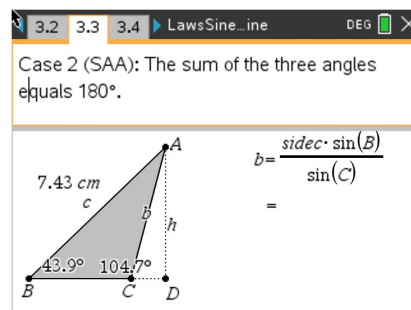 3.2 3.3 3.4 LawsSine...ine DEG
Case 2 (SAA): The sum of the three angles
equals 180°.
A
b= sidec· sin(B)
sin(C)
7.43 cm
c
b
h
=
43.9° 104.7°
B C D